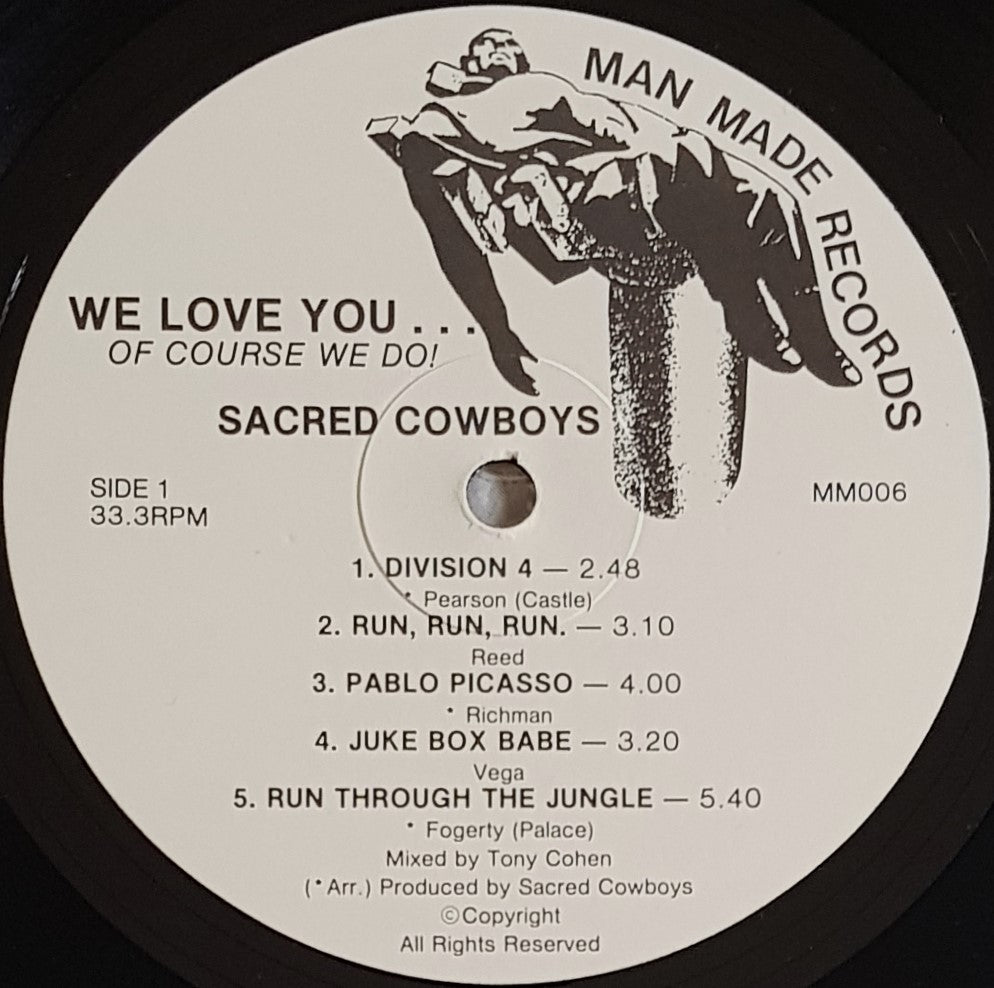 MAN MADE RECORDS
WE LOVE YOU . . .
OF COURSE WE DO!
SACRED COWBOYS
SIDE 1
33.3RPM
MM006
1. DIVISION 4 — 2.48
* Pearson (Castle)
2. RUN, RUN, RUN. — 3.10
Reed
3. PABLO PICASSO — 4.00
* Richman
4. JUKE BOX BABE — 3.20
Vega
5. RUN THROUGH THE JUNGLE — 5.40
* Fogerty (Palace)
Mixed by Tony Cohen
(*Arr.) Produced by Sacred Cowboys
©Copyright
All Rights Reserved